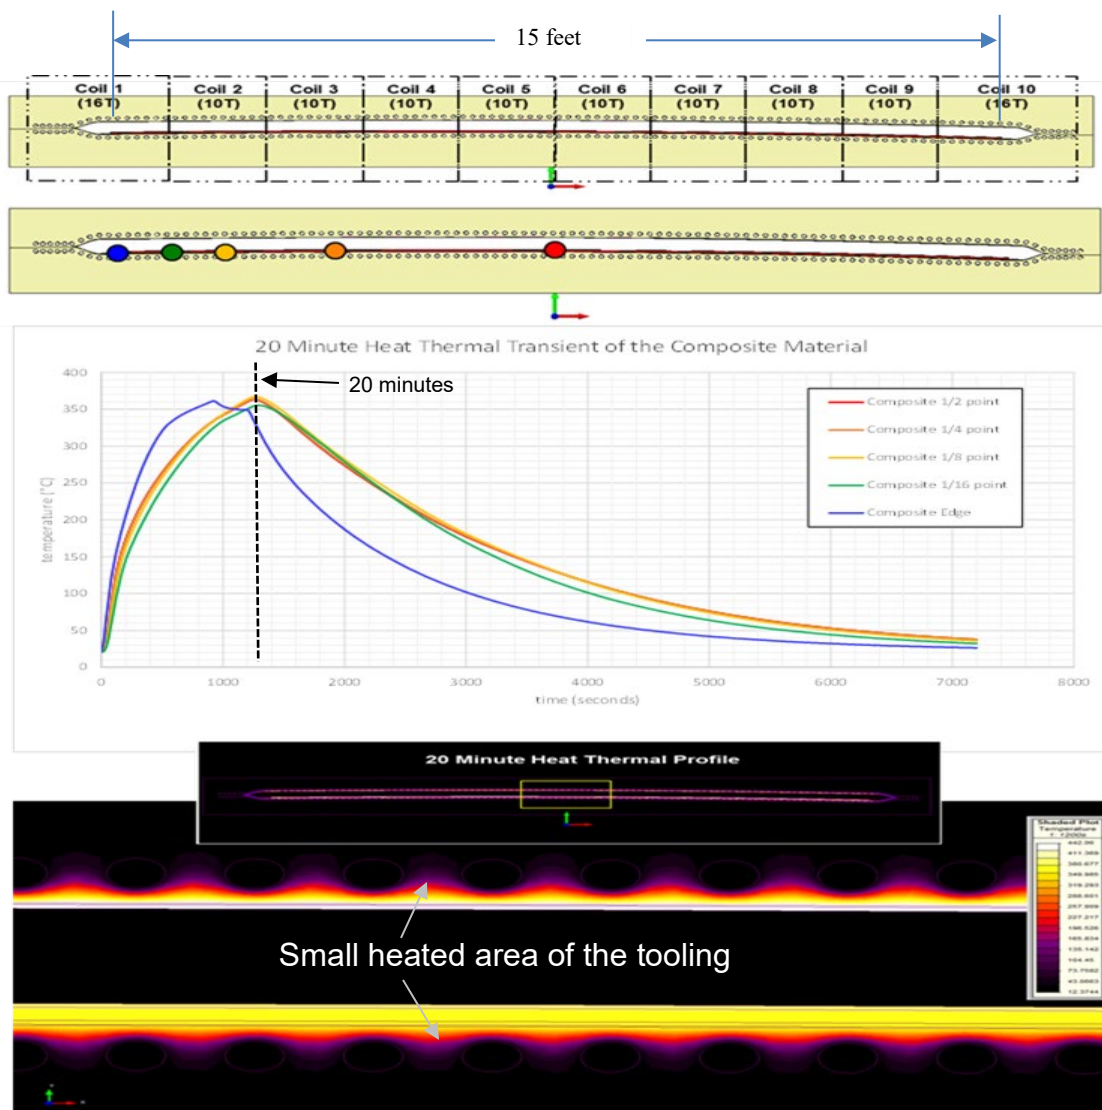 15 feet
Coil 1 Coil 2 Coil 3 Coil 4 Coil 5 Coil 6 Coil 7 Coil 8 Coil 9 Coil 10
(16T) (10T) (10T) (10T) (10T) (10T) (10T) (10T) (10T) (16T)
20 Minute Heat Thermal Transient of the Composite Material
20 minutes
400
350
300
250
200
150
100
50
0
temperature (°C)
0 1000 2000 3000 4000 5000 6000 7000 8000
time (seconds)
Composite 1/2 point
Composite 1/4 point
Composite 1/8 point
Composite 1/16 point
Composite Edge
20 Minute Heat Thermal Profile
Shaded Plot
Temperature
Small heated area of the tooling